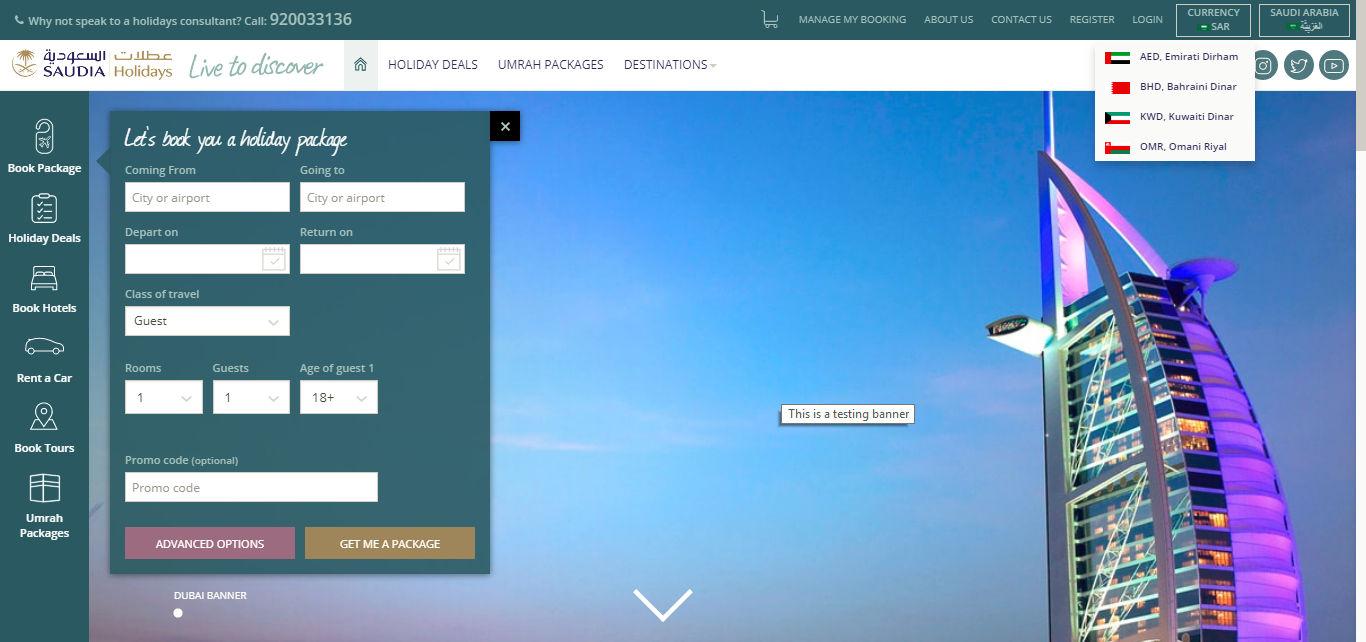 Why not speak to a holidays consultant? Call: 920033136
MANAGE MY BOOKING
ABOUT US
CONTACT US
REGISTER
LOGIN
CURRENCY
SAR
SAUDI ARABIA
العَرَبِيَّة
السعودية
SAUDIA
عطلات
Holidays
Live to discover
HOLIDAY DEALS
UMRAH PACKAGES
DESTINATIONS
AED, Emirati Dirham
BHD, Bahraini Dinar
KWD, Kuwaiti Dinar
OMR, Omani Riyal
Book Package
Holiday Deals
Book Hotels
Rent a Car
Book Tours
Umrah
Packages
Let's book you a holiday package
Coming From
Going to
City or airport
City or airport
Depart on
Return on
Class of travel
Guest
Rooms
Guests
Age of guest 1
1
1
18+
Promo code (optional)
Promo code
ADVANCED OPTIONS
GET ME A PACKAGE
This is a testing banner
DUBAI BANNER